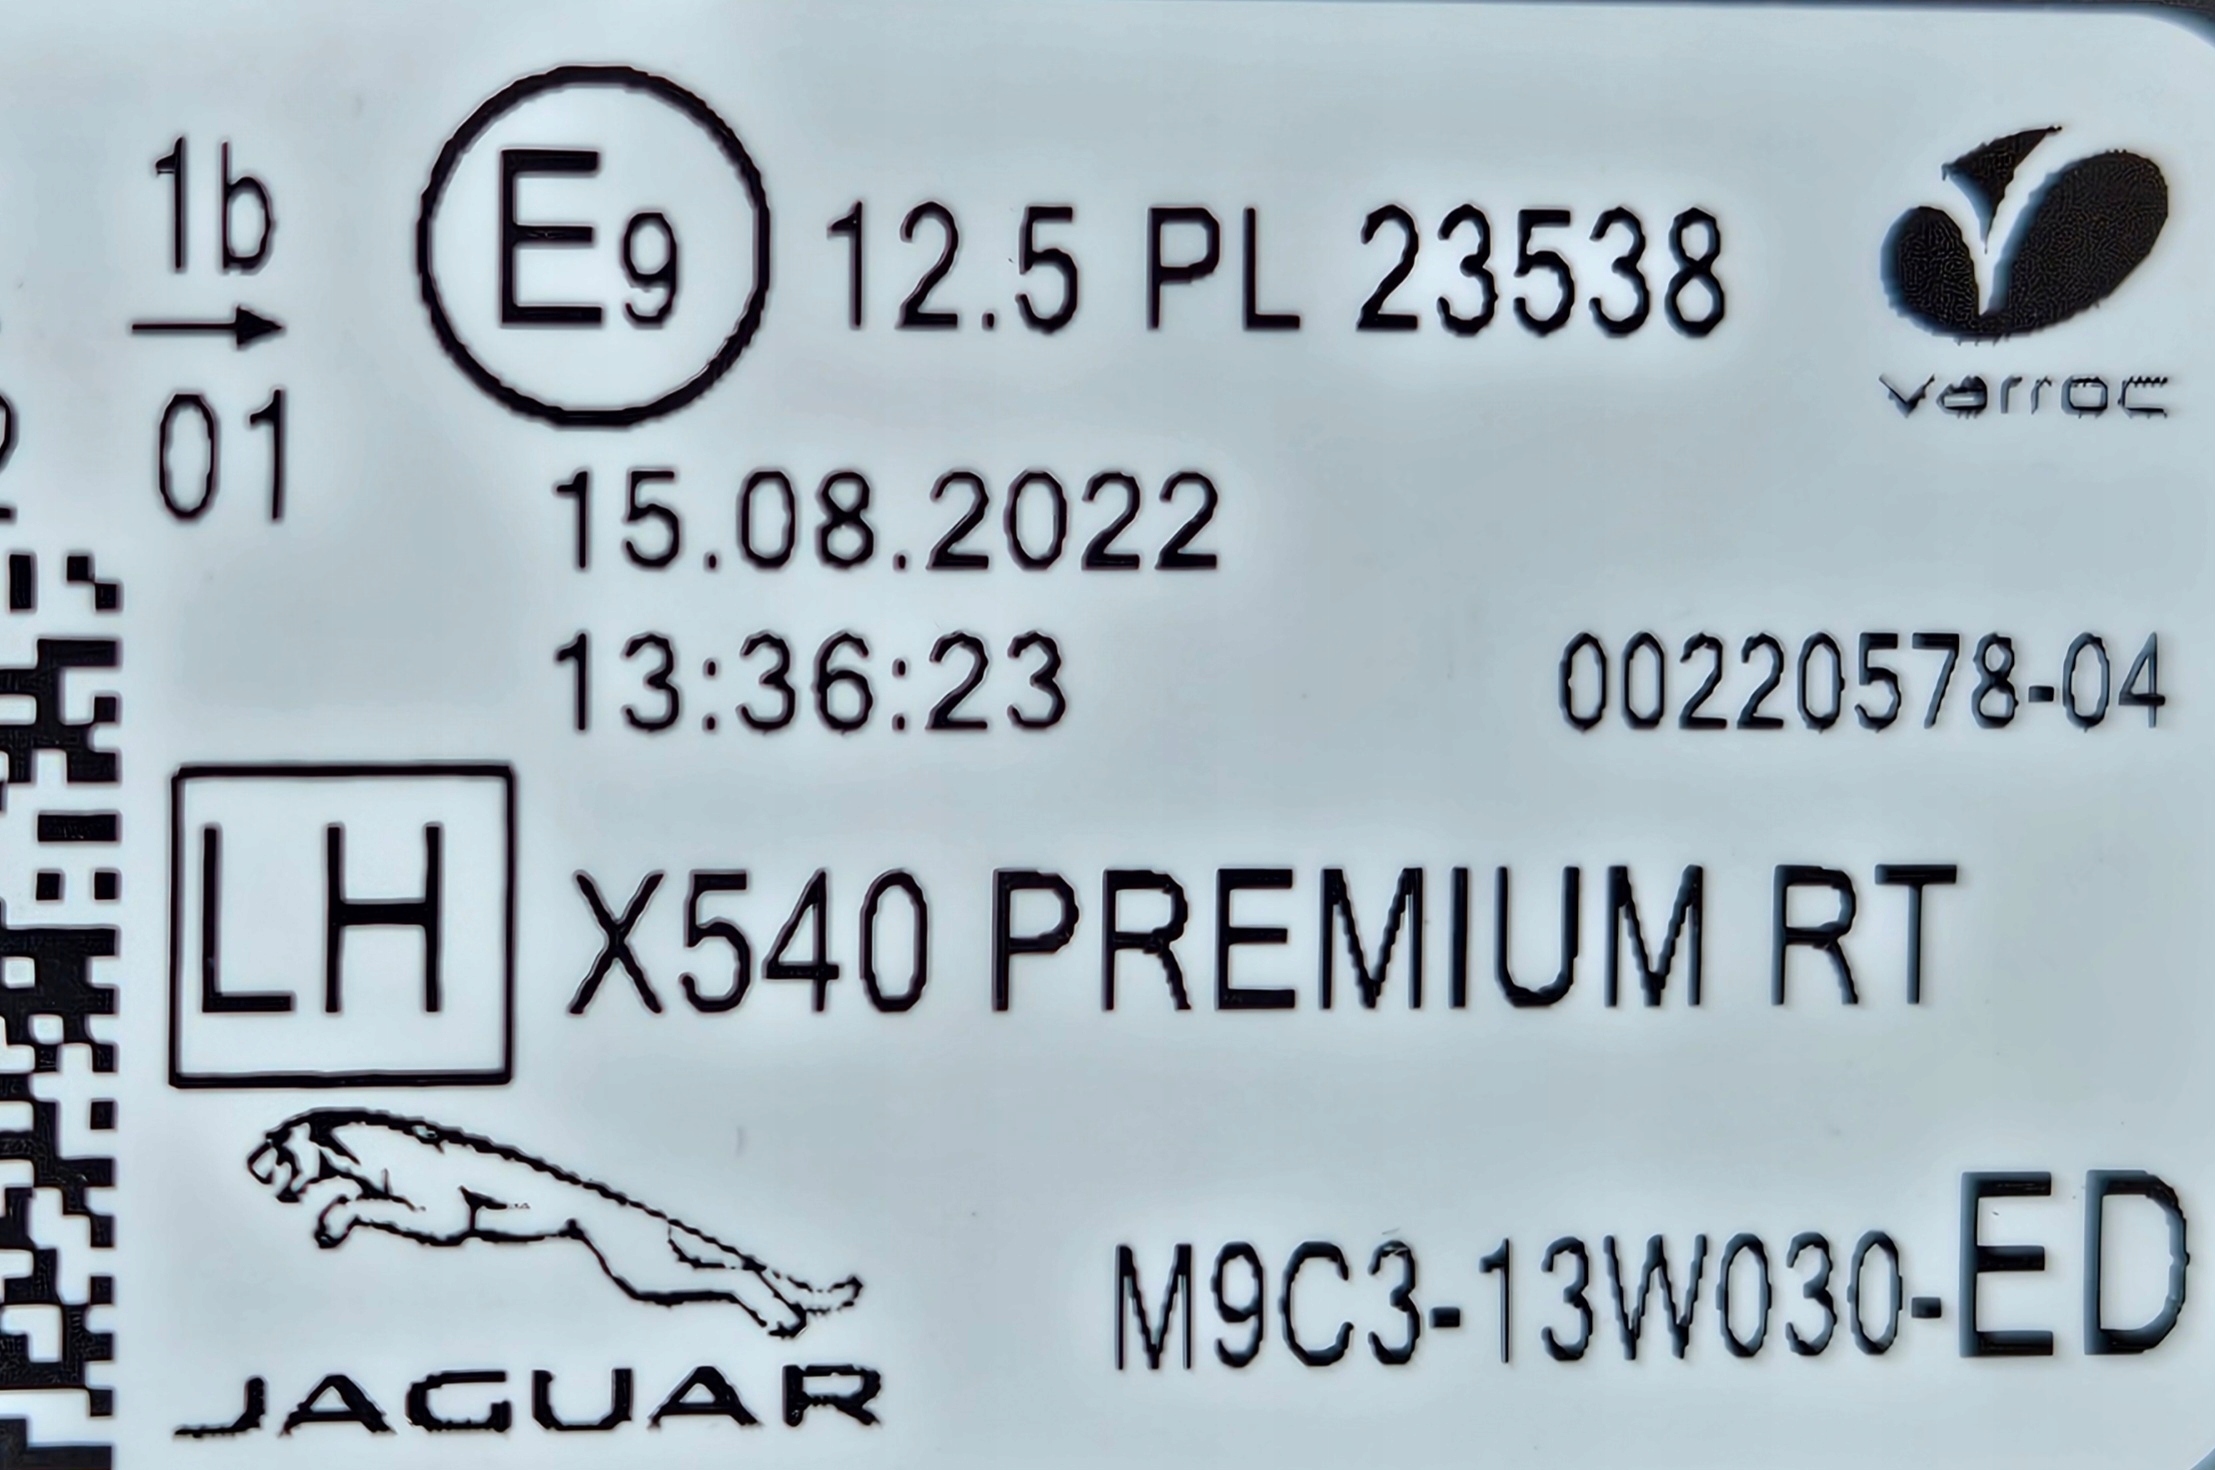 1b
E9 12.5 PL 23538
→
01
varroc
15.08.2022
13:36:23
00220578-04
LH X540 PREMIUM RT
JAGUAR
M9C3-13W030-ED